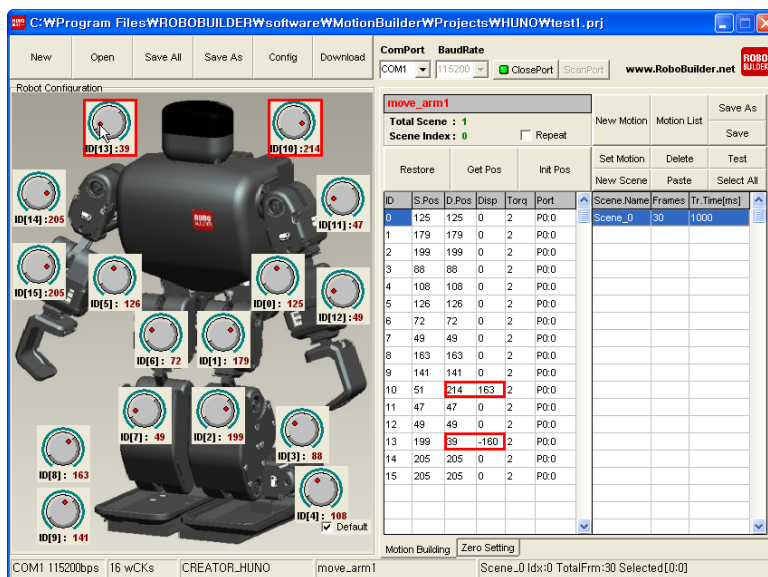 C:₩Program Files₩ROBOBUILDER₩software₩MotionBuilder₩Projects₩HUNO₩test1.prj
New Open Save All Save As Config Download
ComPort BaudRate
COM1 115200 ClosePort ScanPort www.RoboBuilder.net ROBO BUILDER
Robot Configuration
ID[13]:39
ID[10]:214
ID[14]:205
ID[11]:47
ROBO BUILDER
ID[15]:205
ID[5]: 126
ID[0]: 125
ID[12]:49
ID[6]: 72
ID[1]: 179
ID[7]: 49
ID[2]: 199
ID[3]: 88
ID[8]: 163
ID[4]: 108
ID[9]: 141
Default
move_arm1
Total Scene : 1
Scene Index : 0 Repeat
New Motion Motion List Save As
Save
Restore Get Pos Init Pos
Set Motion Delete Test
New Scene Paste Select All
ID S.Pos D.Pos Disp Torq Port
0 125 125 0 2 P0:0
1 179 179 0 2 P0:0
2 199 199 0 2 P0:0
3 88 88 0 2 P0:0
4 108 108 0 2 P0:0
5 126 126 0 2 P0:0
6 72 72 0 2 P0:0
7 49 49 0 2 P0:0
8 163 163 0 2 P0:0
9 141 141 0 2 P0:0
10 51 214 163 2 P0:0
11 47 47 0 2 P0:0
12 49 49 0 2 P0:0
13 199 39 -160 2 P0:0
14 205 205 0 2 P0:0
15 205 205 0 2 P0:0
Scene.Name Frames Tr.Time[ms]
Scene_0 30 1000
Motion Building Zero Setting
COM1 115200bps 16 wCKs CREATOR_HUNO move_arm1 Scene_0 Idx:0 TotalFrm:30 Selected[0:0]